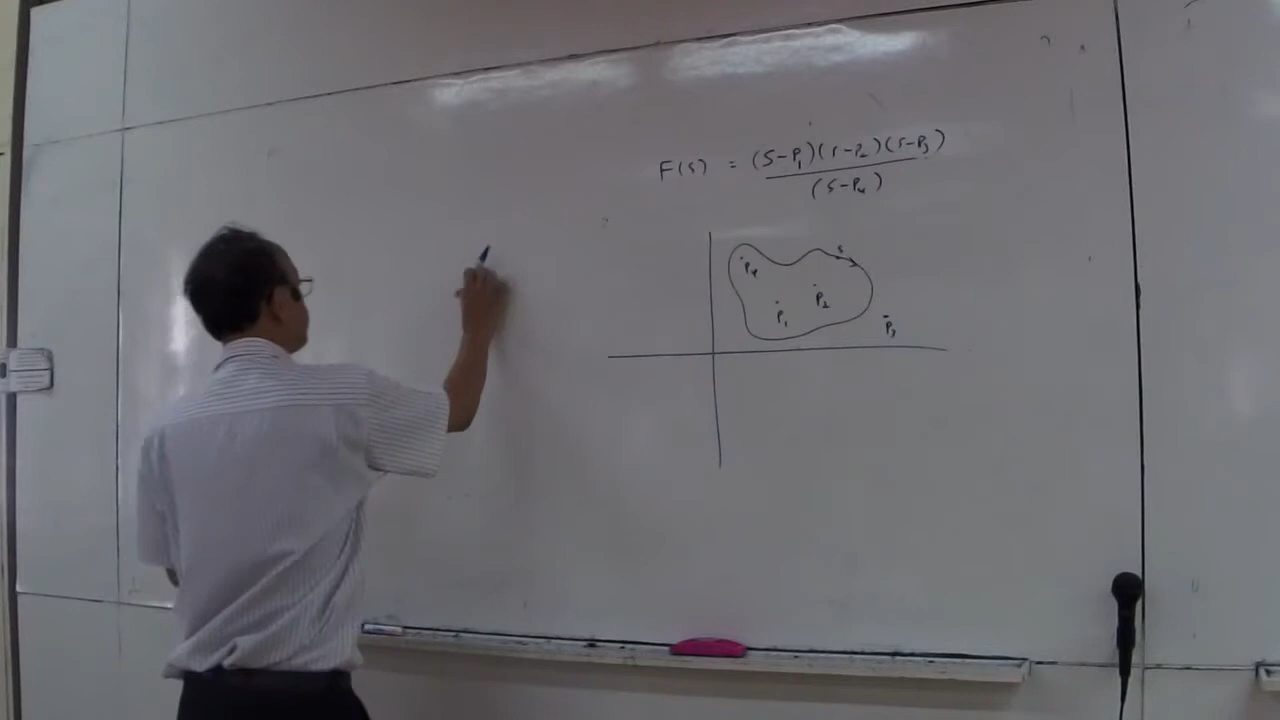 F(s) = (s-P₁)(s-P₂)(s-P₃)
(s-P₄)
s
P₄
P₂
P₁
P₃